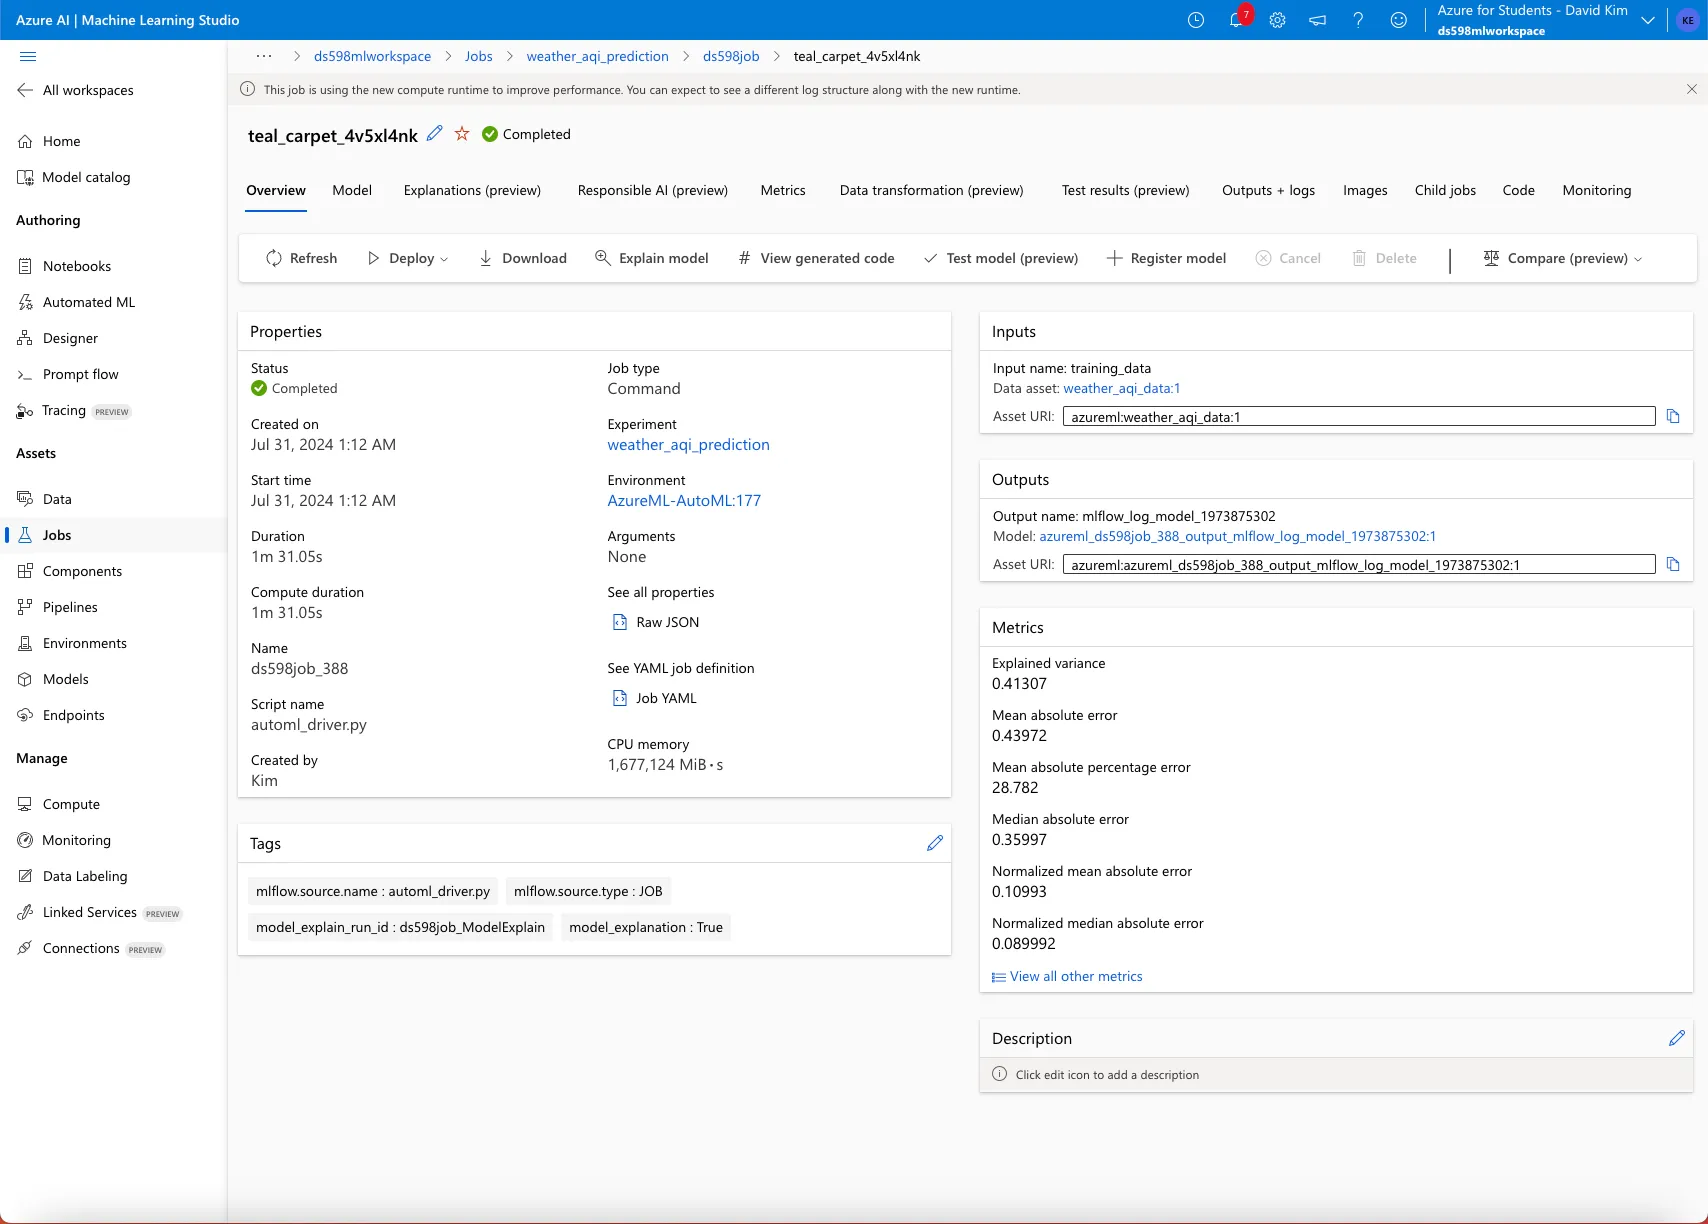 Azure AI | Machine Learning Studio
7
Azure for Students - David Kim
ds598mlworkspace
KE
All workspaces
Home
Model catalog
Authoring
Notebooks
Automated ML
Designer
Prompt flow
Tracing PREVIEW
Assets
Data
Jobs
Components
Pipelines
Environments
Models
Endpoints
Manage
Compute
Monitoring
Data Labeling
Linked Services PREVIEW
Connections PREVIEW
··· > ds598mlworkspace > Jobs > weather_aqi_prediction > ds598job > teal_carpet_4v5xl4nk
This job is using the new compute runtime to improve performance. You can expect to see a different log structure along with the new runtime.
teal_carpet_4v5xl4nk Completed
Overview Model Explanations (preview) Responsible AI (preview) Metrics Data transformation (preview) Test results (preview) Outputs + logs Images Child jobs Code Monitoring
Refresh Deploy Download Explain model # View generated code Test model (preview) Register model Cancel Delete Compare (preview)
Properties
Status
Completed
Created on
Jul 31, 2024 1:12 AM
Start time
Jul 31, 2024 1:12 AM
Duration
1m 31.05s
Compute duration
1m 31.05s
Name
ds598job_388
Script name
automl_driver.py
Created by
Kim
Job type
Command
Experiment
weather_aqi_prediction
Environment
AzureML-AutoML:177
Arguments
None
See all properties
Raw JSON
See YAML job definition
Job YAML
CPU memory
1,677,124 MiB·s
Tags
mlflow.source.name : automl_driver.py mlflow.source.type : JOB
model_explain_run_id : ds598job_ModelExplain model_explanation : True
Inputs
Input name: training_data
Data asset: weather_aqi_data:1
Asset URI: azureml:weather_aqi_data:1
Outputs
Output name: mlflow_log_model_1973875302
Model: azureml_ds598job_388_output_mlflow_log_model_1973875302:1
Asset URI: azureml:azureml_ds598job_388_output_mlflow_log_model_1973875302:1
Metrics
Explained variance
0.41307
Mean absolute error
0.43972
Mean absolute percentage error
28.782
Median absolute error
0.35997
Normalized mean absolute error
0.10993
Normalized median absolute error
0.089992
View all other metrics
Description
Click edit icon to add a description